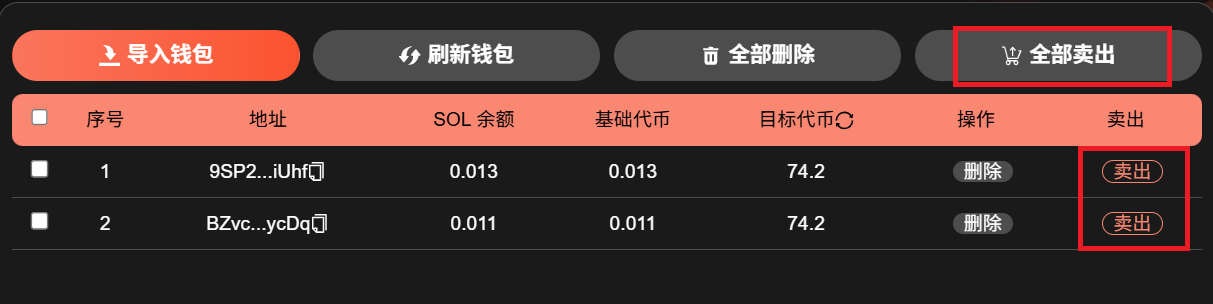 导入钱包 刷新钱包 全部删除 全部卖出
序号 地址 SOL 余额 基础代币 目标代币 操作 卖出
1 9SP2...iUhf 0.013 0.013 74.2 删除 卖出
2 BZvc...ycDq 0.011 0.011 74.2 删除 卖出